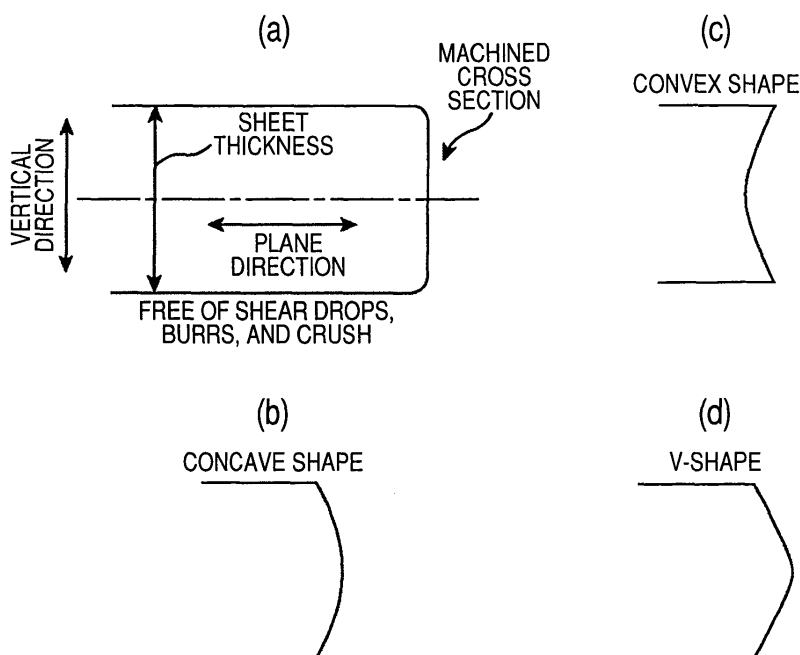 (a)
MACHINED
CROSS
SECTION
SHEET
THICKNESS
VERTICAL
DIRECTION
PLANE
DIRECTION
FREE OF SHEAR DROPS,
BURRS, AND CRUSH
(c)
CONVEX SHAPE
(b)
CONCAVE SHAPE
(d)
V-SHAPE